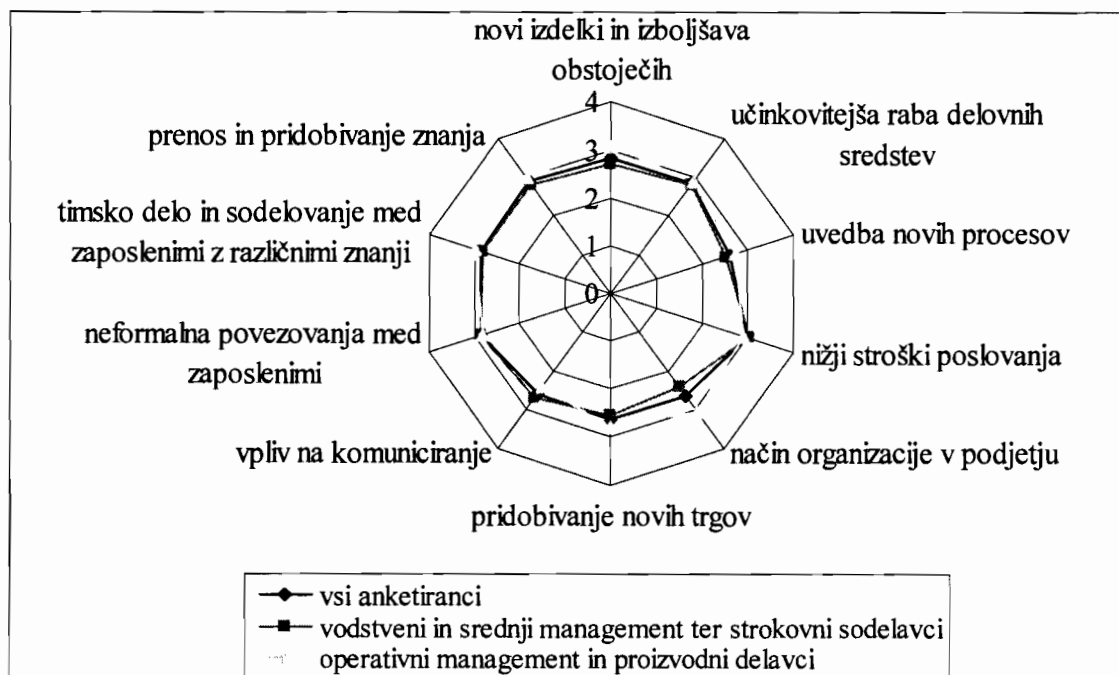 novi izdelki in izboljšava
obstoječih
učinkovitejša raba delovnih
sredstev
uvedba novih procesov
nižji stroški poslovanja
način organizacije v podjetju
pridobivanje novih trgov
vpliv na komuniciranje
neformalna povezovanja med
zaposlenimi
timsko delo in sodelovanje med
zaposlenimi z različnimi znanji
prenos in pridobivanje znanja
4
3
2
1
0
vsi anketiranci
vodstveni in srednji management ter strokovni sodelavci
operativni management in proizvodni delavci